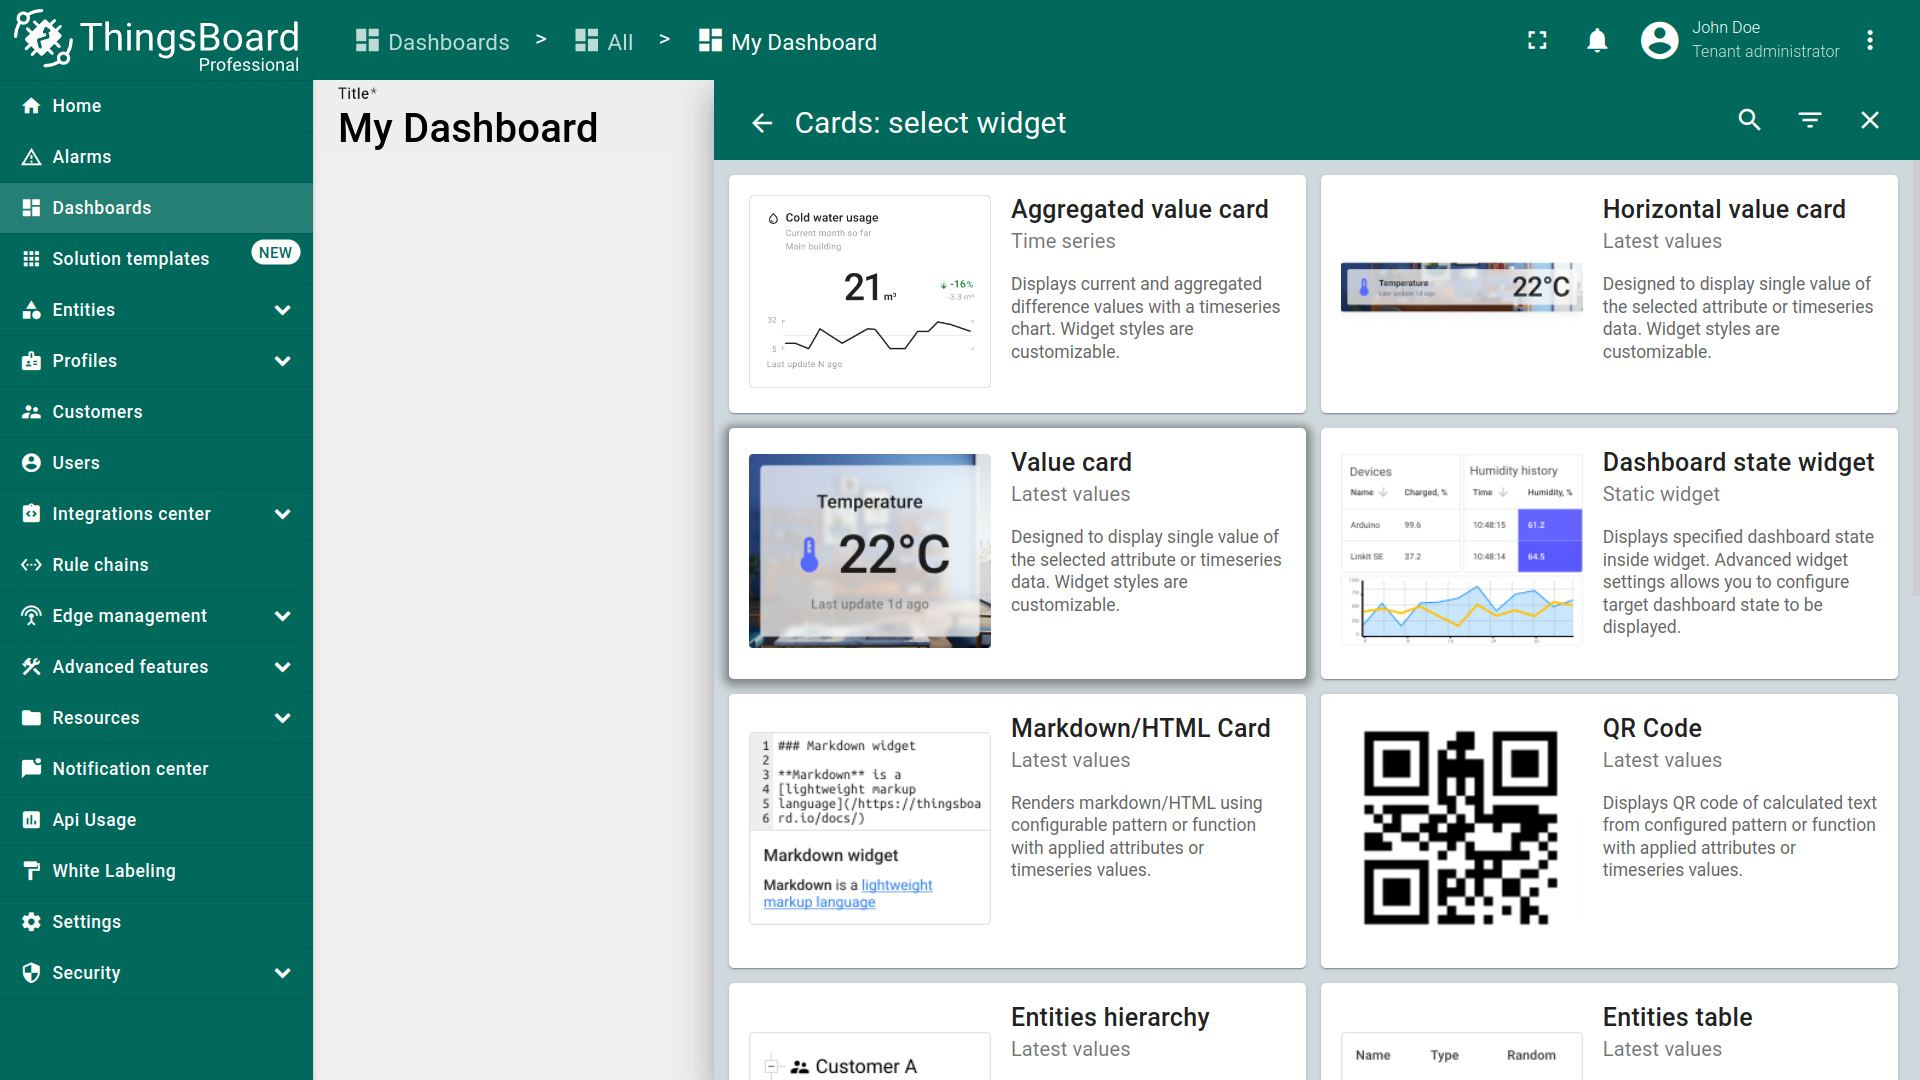 ThingsBoard
Professional
Dashboards > All > My Dashboard
John Doe
Tenant administrator
Home
Alarms
Dashboards
Solution templates NEW
Entities
Profiles
Customers
Users
Integrations center
Rule chains
Edge management
Advanced features
Resources
Notification center
Api Usage
White Labeling
Settings
Security
Title*
My Dashboard
Cards: select widget
Cold water usage
Current month so far
Main building
21 m³
-16%
-3.3 m³
32
5
Last update N ago
Aggregated value card
Time series
Displays current and aggregated
difference values with a timeseries
chart. Widget styles are
customizable.
Temperature
Last update 1d ago
22°C
Horizontal value card
Latest values
Designed to display single value of
the selected attribute or timeseries
data. Widget styles are
customizable.
Temperature
22°C
Last update 1d ago
Value card
Latest values
Designed to display single value of
the selected attribute or timeseries
data. Widget styles are
customizable.
Devices
Name Charged, %
Arduino 99.6
LinkIt SE 37.2
Humidity history
Time Humidity, %
10:48:15 61.2
10:48:14 64.5
Dashboard state widget
Static widget
Displays specified dashboard state
inside widget. Advanced widget
settings allows you to configure
target dashboard state to be
displayed.
1 ### Markdown widget
2
3 **Markdown** is a
4 [lightweight markup
5 language](/https://thingsboa
6 rd.io/docs/)
Markdown widget
Markdown is a lightweight
markup language
Markdown/HTML Card
Latest values
Renders markdown/HTML using
configurable pattern or function
with applied attributes or
timeseries values.
QR Code
Latest values
Displays QR code of calculated text
from configured pattern or function
with applied attributes or
timeseries values.
Customer A
Entities hierarchy
Latest values
Name Type Random
Entities table
Latest values